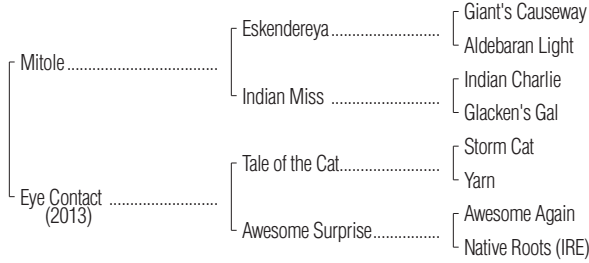 Giant's Causeway
Eskendereya
Aldebaran Light
Mitole
Indian Charlie
Indian Miss
Glacken's Gal
Storm Cat
Tale of the Cat
Yarn
Eye Contact
(2013)
Awesome Again
Awesome Surprise
Native Roots (IRE)